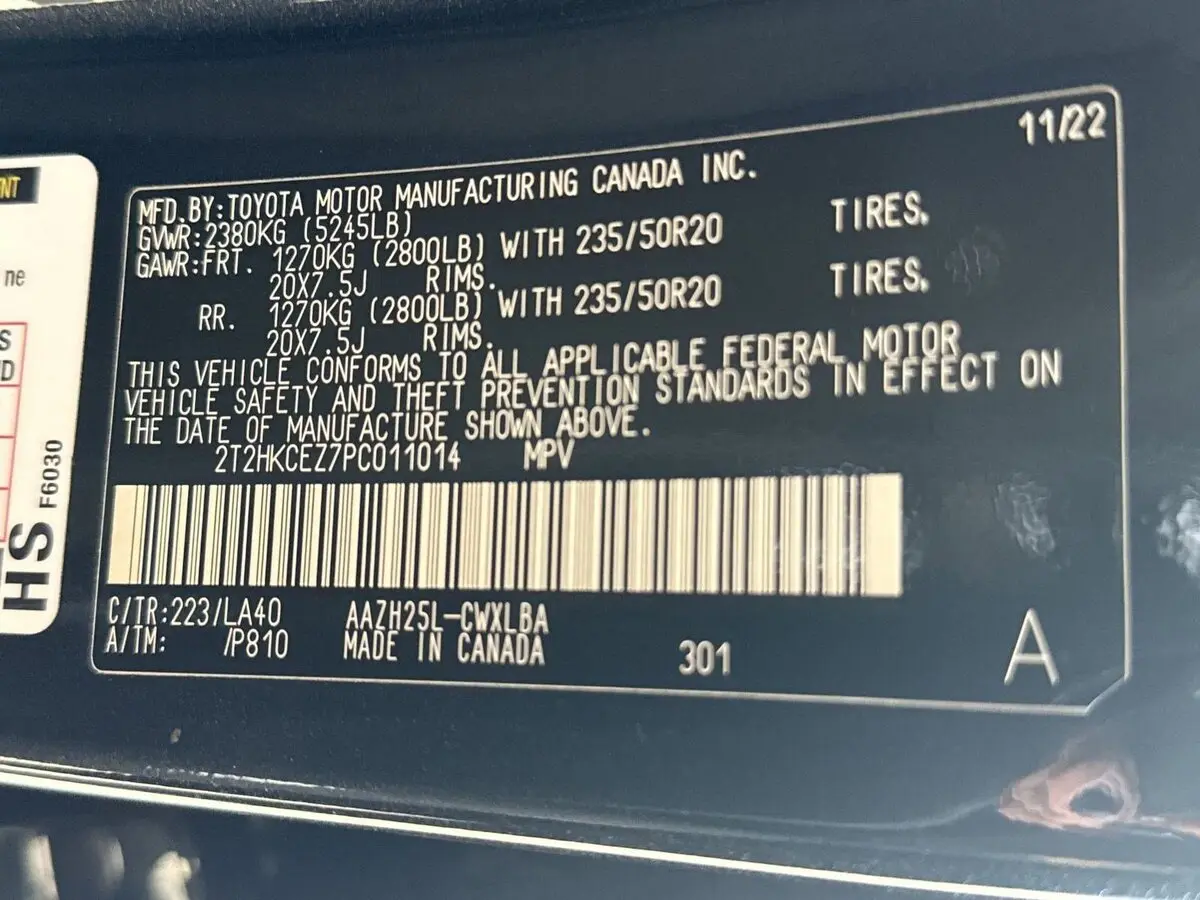 11/22
MFD.BY:TOYOTA MOTOR MANUFACTURING CANADA INC.
GVWR:2380KG (5245LB)
GAWR:FRT. 1270KG (2800LB) WITH 235/50R20 TIRES.
20X7.5J RIMS.
RR. 1270KG (2800LB) WITH 235/50R20 TIRES.
20X7.5J RIMS.
THIS VEHICLE CONFORMS TO ALL APPLICABLE FEDERAL MOTOR
VEHICLE SAFETY AND THEFT PREVENTION STANDARDS IN EFFECT ON
THE DATE OF MANUFACTURE SHOWN ABOVE.
2T2HKCEZ7PC011014 MPV
C/TR:223/LA40 AAZH25L-CWXLBA
A/TM: /P810 MADE IN CANADA 301 A
ne
HS F6030